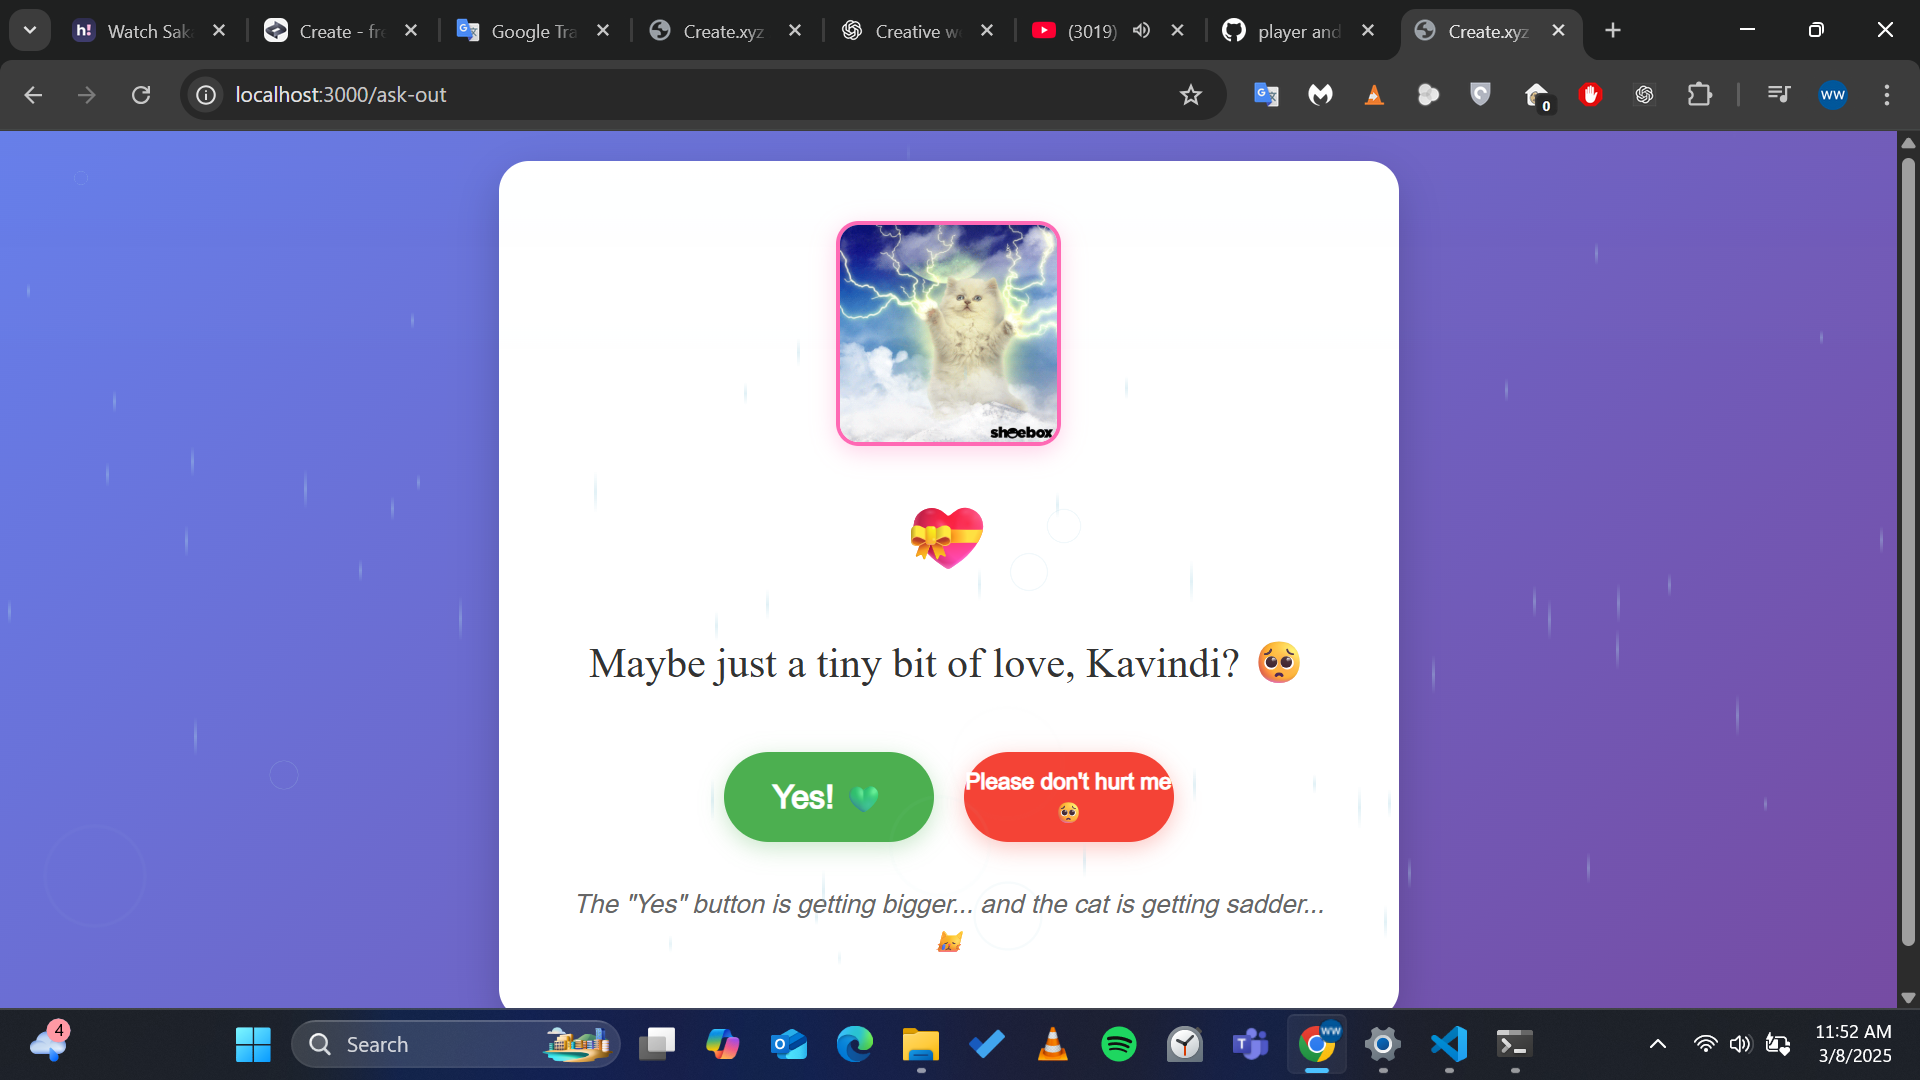 h! Watch Sak
Create - fre
Google Tra
Create.xyz
Creative w
(3019)
player and
Create.xyz
localhost:3000/ask-out
0
WW
shoebox
Maybe just a tiny bit of love, Kavindi? 🥺
Yes! 💚
Please don't hurt me
🥺
The "Yes" button is getting bigger... and the cat is getting sadder...
😿
4
Search
WW
11:52 AM
3/8/2025